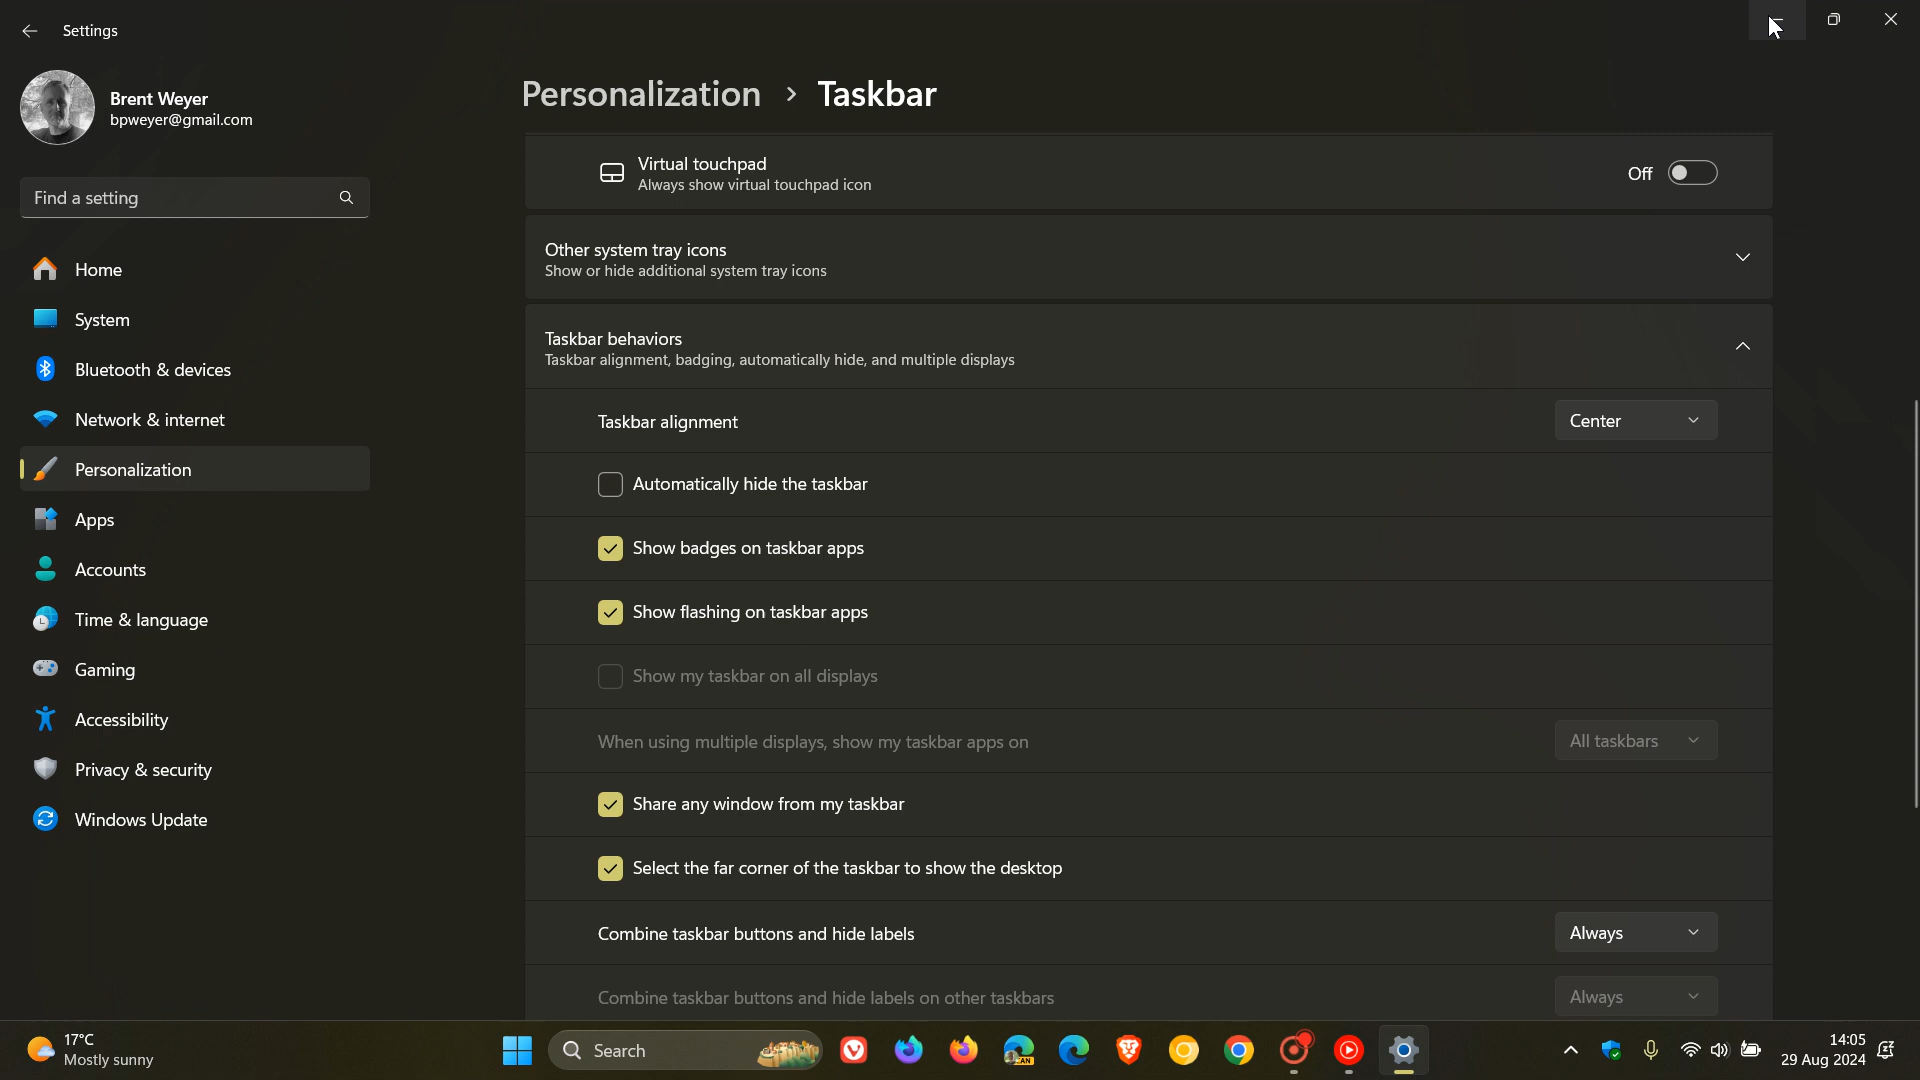 Settings
Brent Weyer
bpweyer@gmail.com
Find a setting
Home
System
Bluetooth & devices
Network & internet
Personalization
Apps
Accounts
Time & language
Gaming
Accessibility
Privacy & security
Windows Update
Personalization > Taskbar
Virtual touchpad
Always show virtual touchpad icon
Off
Other system tray icons
Show or hide additional system tray icons
Taskbar behaviors
Taskbar alignment, badging, automatically hide, and multiple displays
Taskbar alignment
Center
Automatically hide the taskbar
Show badges on taskbar apps
Show flashing on taskbar apps
Show my taskbar on all displays
When using multiple displays, show my taskbar apps on
All taskbars
Share any window from my taskbar
Select the far corner of the taskbar to show the desktop
Combine taskbar buttons and hide labels
Always
Combine taskbar buttons and hide labels on other taskbars
Always
17°C
Mostly sunny
Search
CAN
14:05
29 Aug 2024